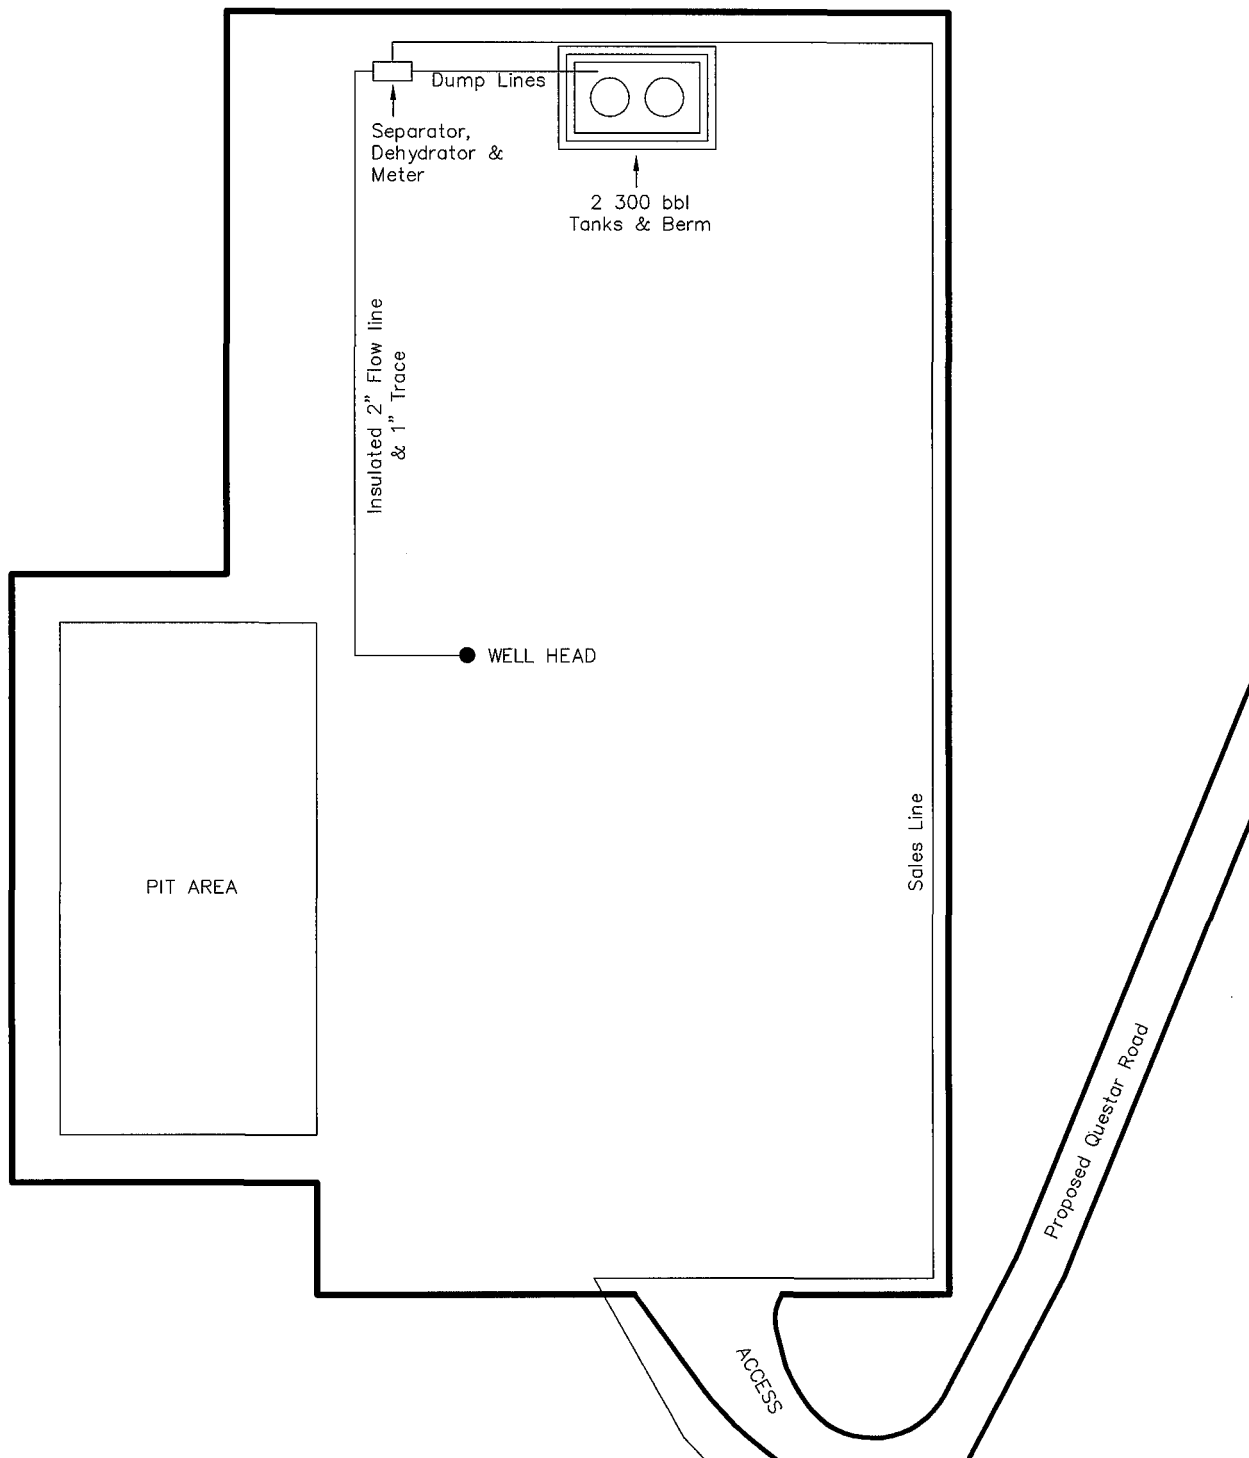 Dump Lines
Separator,
Dehydrator &
Meter
2 300 bbl
Tanks & Berm
Insulated 2" Flow line
& 1" Trace
WELL HEAD
Sales Line
PIT AREA
Proposed Questar Road
ACCESS